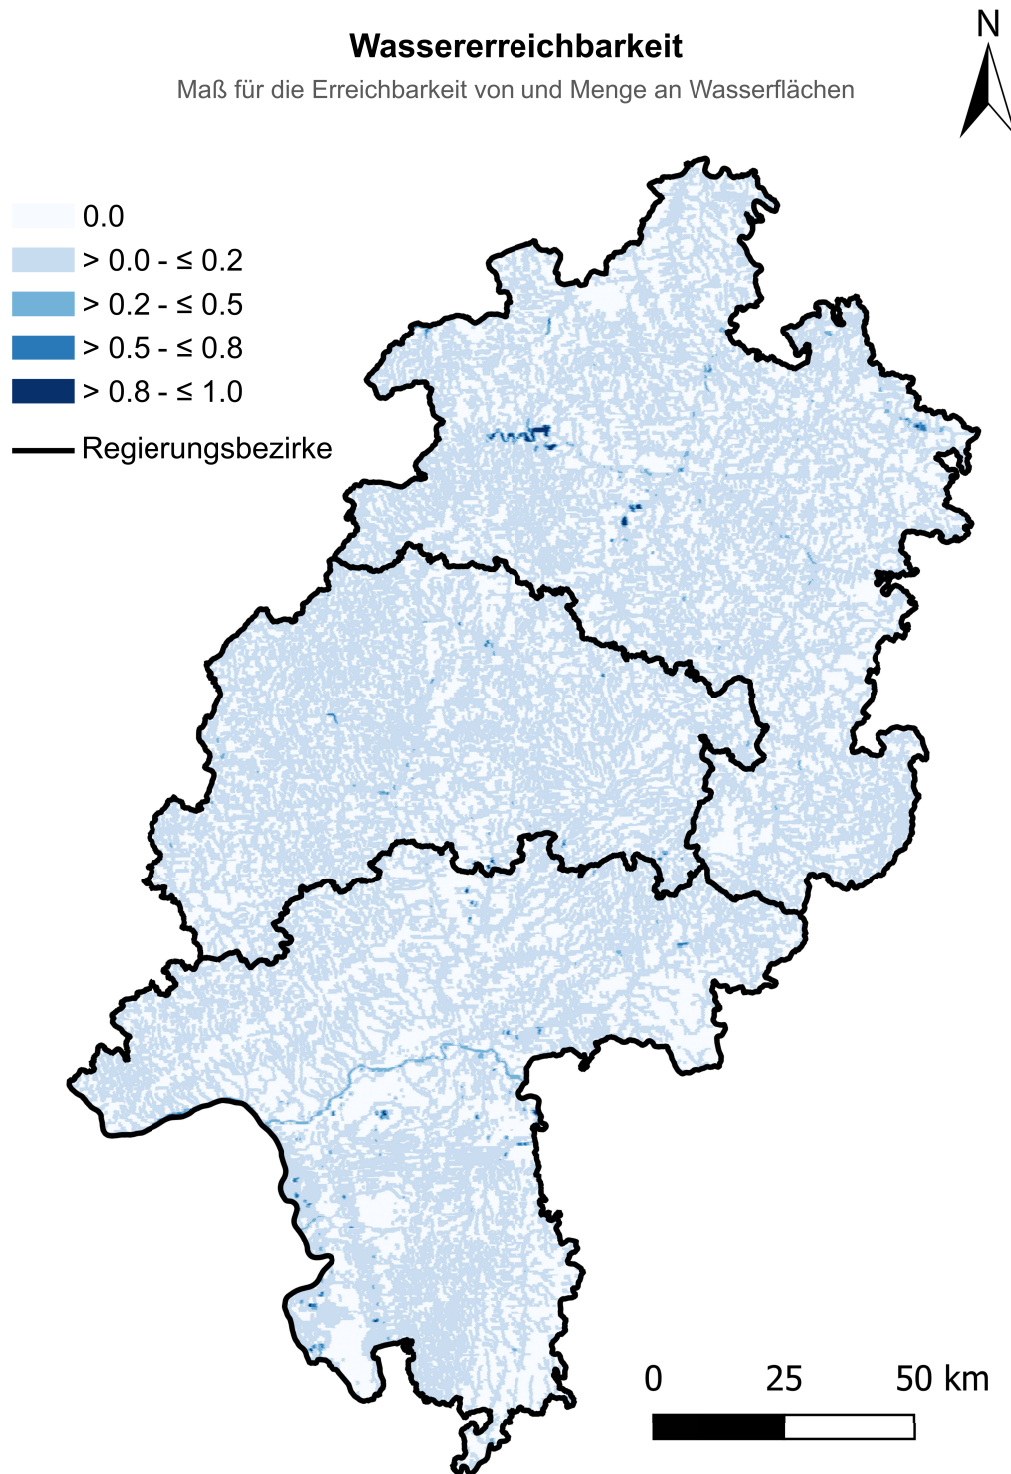 Wassererreichbarkeit
Maß für die Erreichbarkeit von und Menge an Wasserflächen
N
0.0
> 0.0 - ≤ 0.2
> 0.2 - ≤ 0.5
> 0.5 - ≤ 0.8
> 0.8 - ≤ 1.0
Regierungsbezirke
0 25 50 km